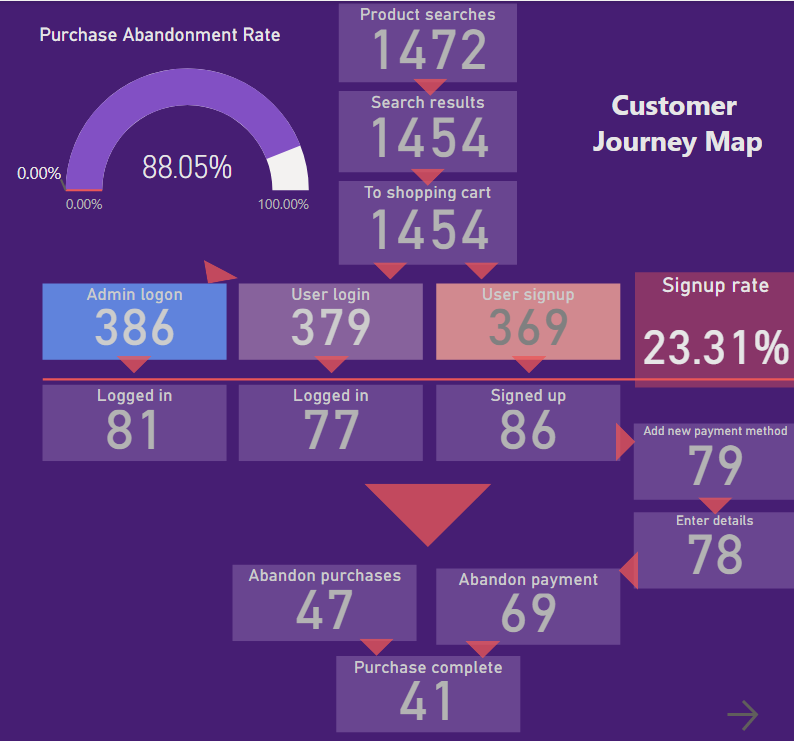 Purchase Abandonment Rate
88.05%
0.00%
0.00%
100.00%
Product searches
1472
Search results
1454
To shopping cart
1454
Customer
Journey Map
Admin logon
386
User login
379
User signup
369
Signup rate
23.31%
Logged in
81
Logged in
77
Signed up
86
Add new payment method
79
Enter details
78
Abandon purchases
47
Abandon payment
69
Purchase complete
41